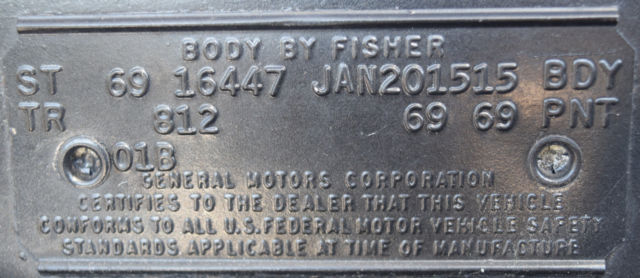 BODY BY FISHER
ST 69 16447 JAN201515 BDY
TR 812 69 69 PNT
01B
GENERAL MOTORS CORPORATION
CERTIFIES TO THE DEALER THAT THIS VEHICLE
CONFORMS TO ALL U.S. FEDERAL MOTOR VEHICLE SAFETY
STANDARDS APPLICABLE AT TIME OF MANUFACTURE